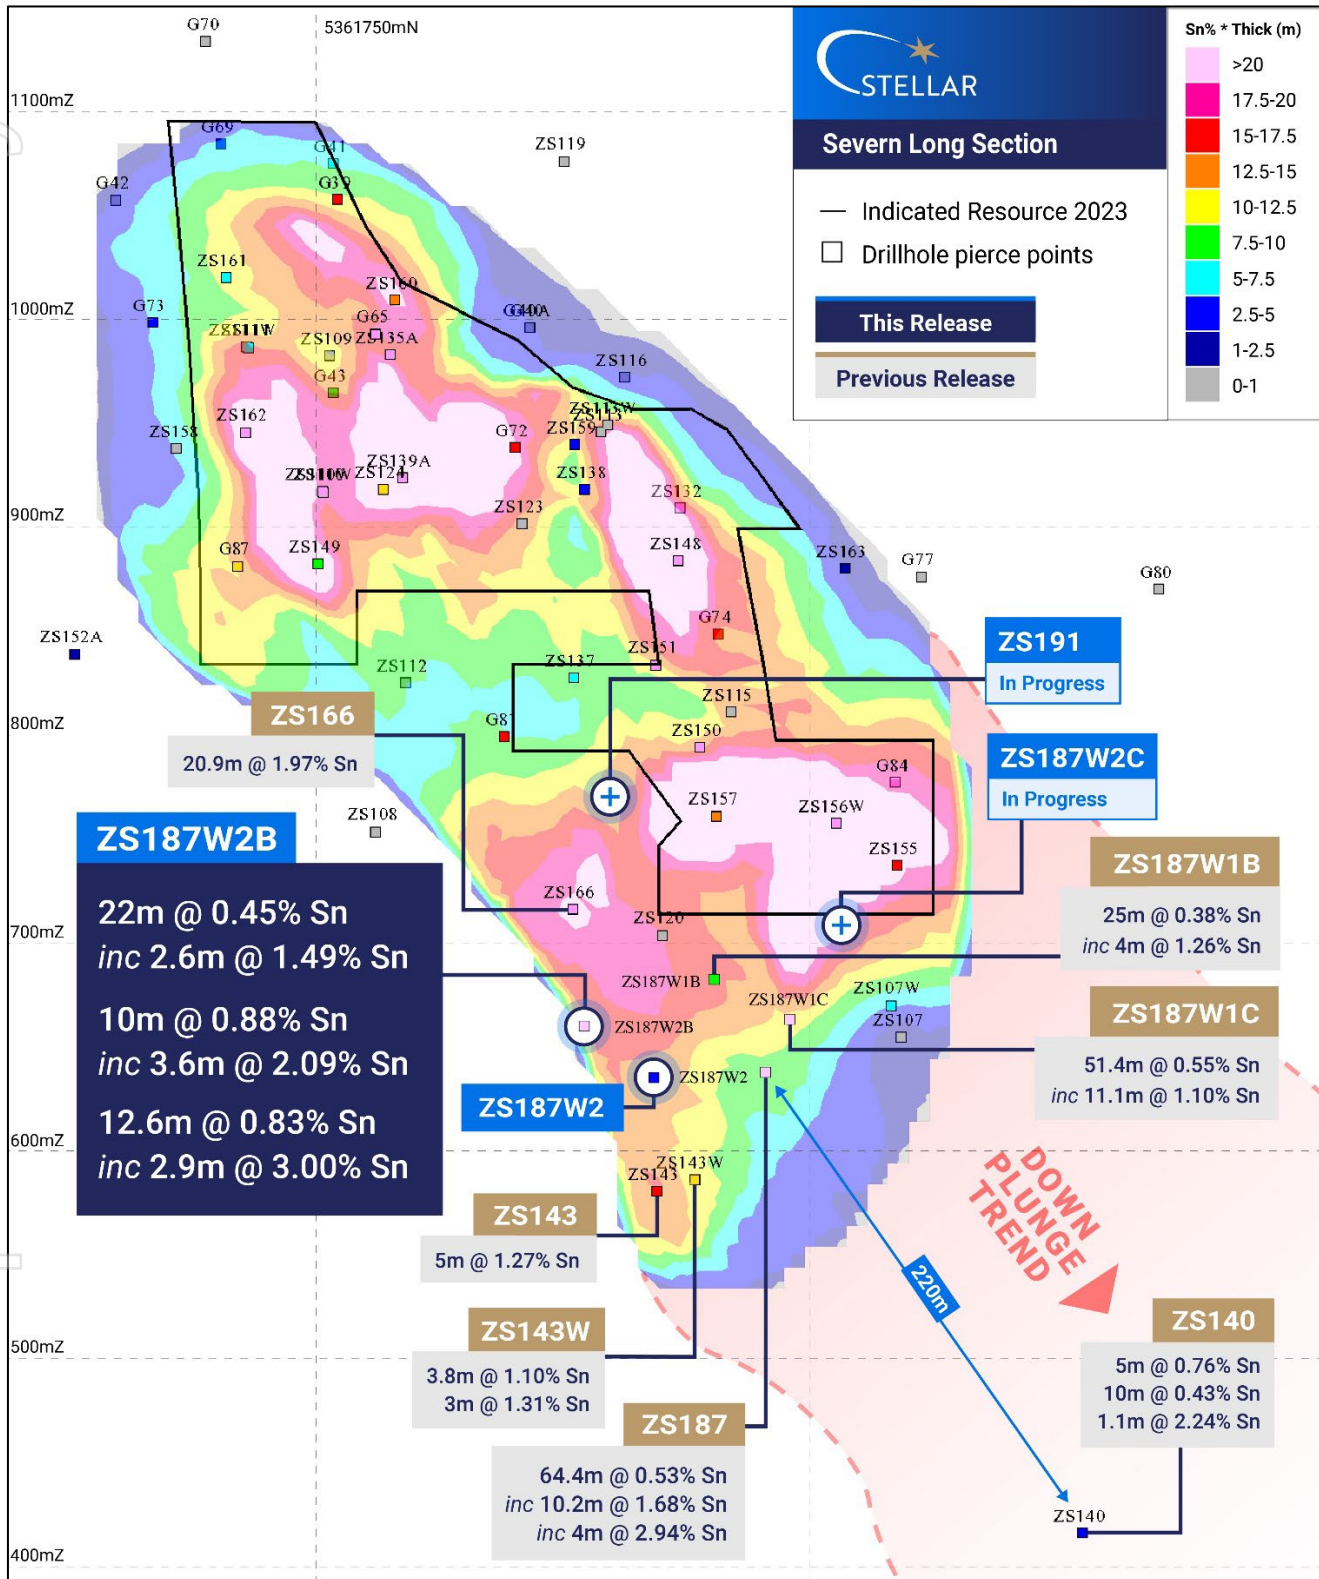 G70
5361750mN
STELLAR
Severn Long Section
Indicated Resource 2023
Drillhole pierce points
This Release
Previous Release
Sn% * Thick (m)
>20
17.5-20
15-17.5
12.5-15
10-12.5
7.5-10
5-7.5
2.5-5
1-2.5
0-1
1100mZ
G69
G41
ZS119
G42
G39
ZS161
ZS160
1000mZ
G73
G65
G40A
ZS111W
ZS109
ZS135A
ZS116
G43
ZS113W
ZS162
ZS158
G72
ZS159
ZS139A
ZS124
ZS138
ZS132
900mZ
ZS123
G87
ZS149
ZS148
ZS163
G77
G80
ZS152A
G74
ZS151
ZS112
ZS137
ZS191
In Progress
800mZ
ZS166
20.9m @ 1.97% Sn
ZS115
ZS150
ZS187W2C
In Progress
G84
ZS108
ZS157
ZS156W
ZS155
ZS187W2B
22m @ 0.45% Sn
inc 2.6m @ 1.49% Sn
10m @ 0.88% Sn
inc 3.6m @ 2.09% Sn
12.6m @ 0.83% Sn
inc 2.9m @ 3.00% Sn
ZS166
ZS187W1B
25m @ 0.38% Sn
inc 4m @ 1.26% Sn
700mZ
ZS120
ZS187W1B
ZS187W1C
ZS107W
ZS107
ZS187W2B
ZS187W1C
51.4m @ 0.55% Sn
inc 11.1m @ 1.10% Sn
ZS187W2
ZS187W2
600mZ
ZS143W
ZS143
DOWN
PLUNGE
TREND
ZS143
5m @ 1.27% Sn
220m
ZS143W
3.8m @ 1.10% Sn
3m @ 1.31% Sn
500mZ
ZS140
5m @ 0.76% Sn
10m @ 0.43% Sn
1.1m @ 2.24% Sn
ZS187
64.4m @ 0.53% Sn
inc 10.2m @ 1.68% Sn
inc 4m @ 2.94% Sn
ZS140
400mZ